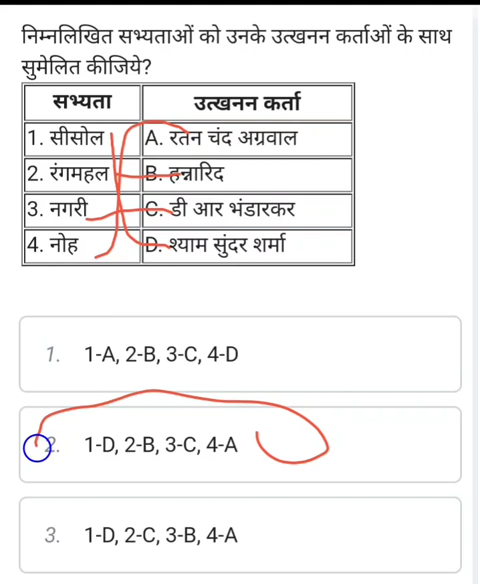 निम्नलिखित सभ्यताओं को उनके उत्खनन कर्ताओं के साथ
सुमेलित कीजिये?
सभ्यता उत्खनन कर्ता
1. सीसोल A. रतन चंद अग्रवाल
2. रंगमहल B. हन्नारिद
3. नगरी C. डी आर भंडारकर
4. नोह D. श्याम सुंदर शर्मा
1. 1-A, 2-B, 3-C, 4-D
2. 1-D, 2-B, 3-C, 4-A
3. 1-D, 2-C, 3-B, 4-A